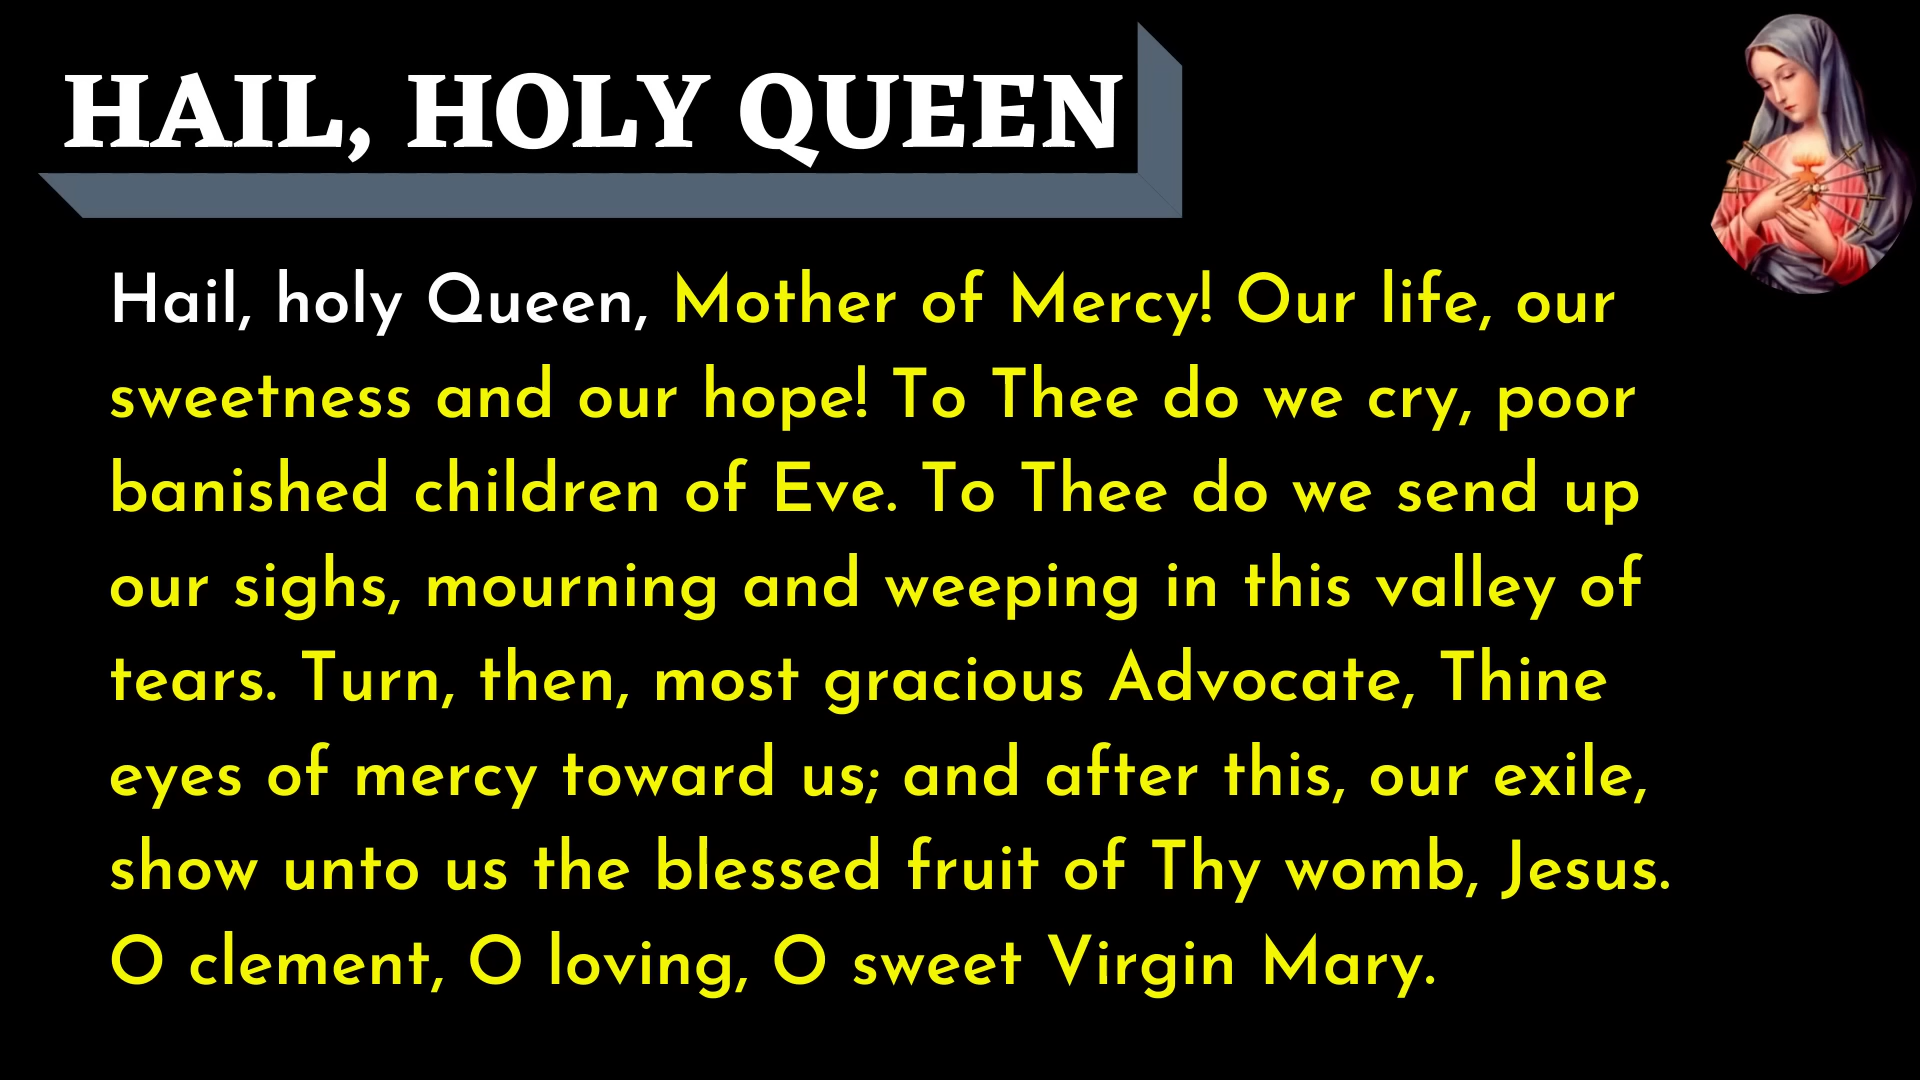 HAIL, HOLY QUEEN
Hail, holy Queen, Mother of Mercy! Our life, our
sweetness and our hope! To Thee do we cry, poor
banished children of Eve. To Thee do we send up
our sighs, mourning and weeping in this valley of
tears. Turn, then, most gracious Advocate, Thine
eyes of mercy toward us; and after this, our exile,
show unto us the blessed fruit of Thy womb, Jesus.
O clement, O loving, O sweet Virgin Mary.